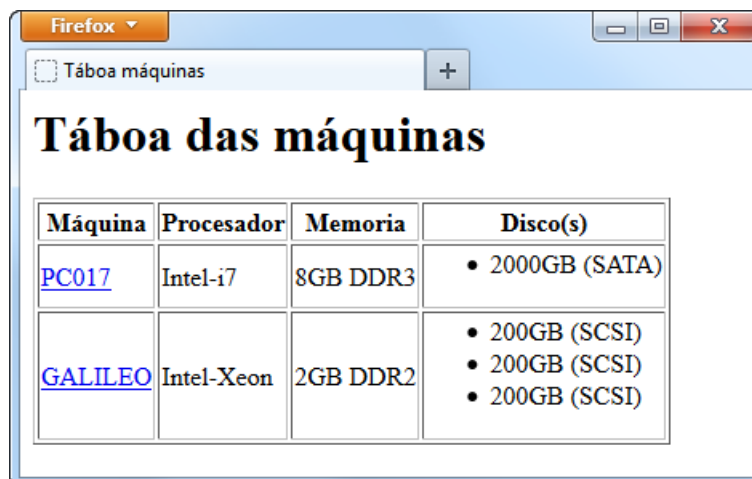 Firefox
Táboa máquinas
Táboa das máquinas
Máquina Procesador Memoria Disco(s)
PC017 Intel-i7 8GB DDR3 • 2000GB (SATA)
GALILEO Intel-Xeon 2GB DDR2 • 200GB (SCSI)
• 200GB (SCSI)
• 200GB (SCSI)